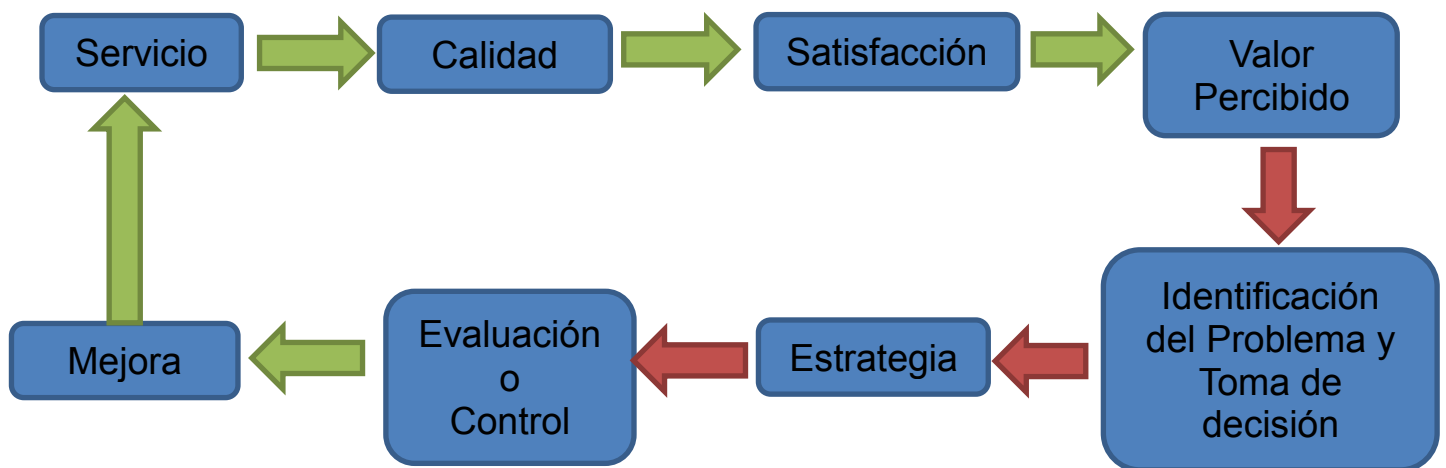 Servicio
Calidad
Satisfacción
Valor
Percibido
Identificación
del Problema y
Toma de
decisión
Estrategia
Evaluación
o
Control
Mejora